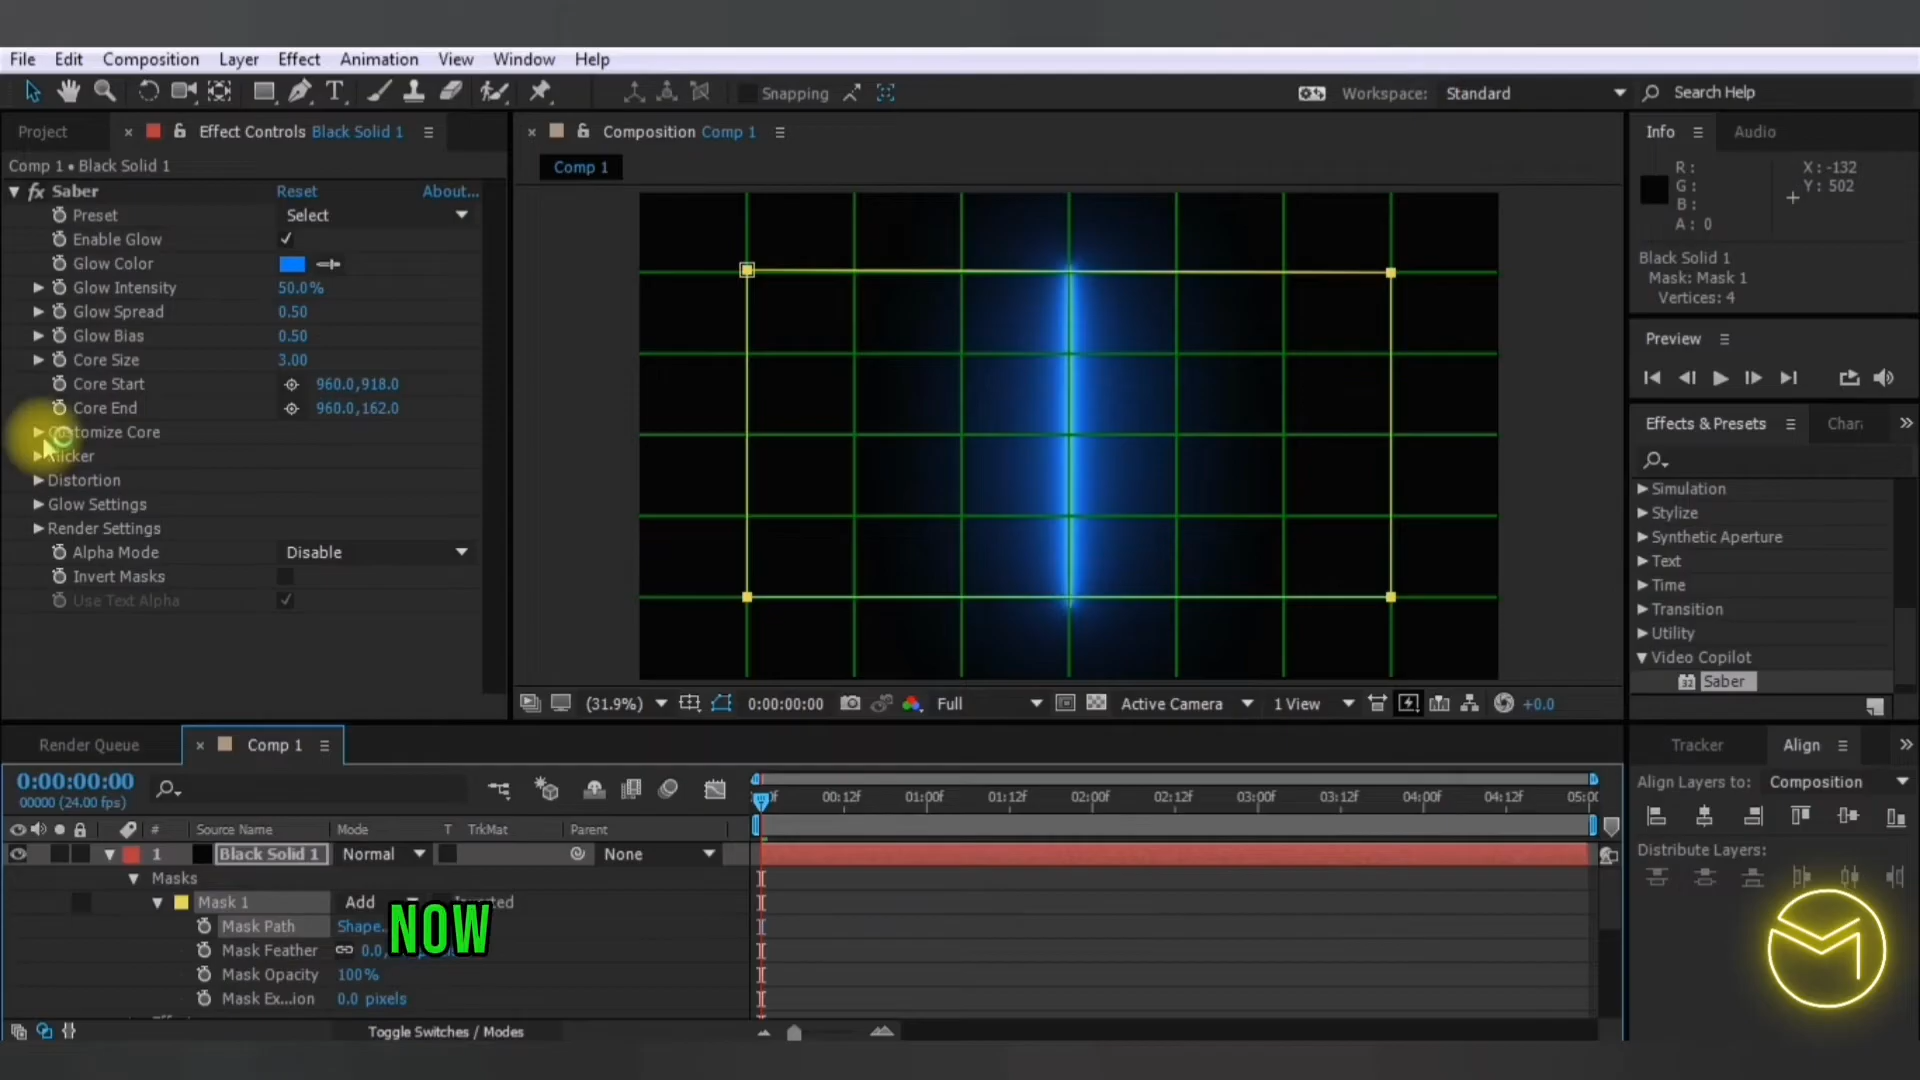 File Edit Composition Layer Effect Animation View Window Help
Snapping Workspace: Standard Search Help
Project × Effect Controls Black Solid 1
Comp 1 • Black Solid 1
fx Saber Reset About...
Preset Select
Enable Glow
Glow Color
Glow Intensity 50.0%
Glow Spread 0.50
Glow Bias 0.50
Core Size 3.00
Core Start 960.0,918.0
Core End 960.0,162.0
Customize Core
Flicker
Distortion
Glow Settings
Render Settings
Alpha Mode Disable
Invert Masks
Use Text Alpha
× Composition Comp 1
Comp 1
(31.9%) 0:00:00:00 Full Active Camera 1 View +0.0
Info Audio
R: X: -132
G: Y: 502
B:
A: 0
Black Solid 1
Mask: Mask 1
Vertices: 4
Preview
Effects & Presets Chara
Simulation
Stylize
Synthetic Aperture
Text
Time
Transition
Utility
Video Copilot
32 Saber
Render Queue × Comp 1
0:00:00:00
00000 (24.00 fps)
# Source Name Mode T TrkMat Parent
1 Black Solid 1 Normal None
Masks
Mask 1 Add Inverted
Mask Path Shape..
Mask Feather 0.0,
Mask Opacity 100%
Mask Ex...ion 0.0 pixels
NOW
Toggle Switches / Modes
00:12f 01:00f 01:12f 02:00f 02:12f 03:00f 03:12f 04:00f 04:12f 05:00
Tracker Align
Align Layers to: Composition
Distribute Layers: